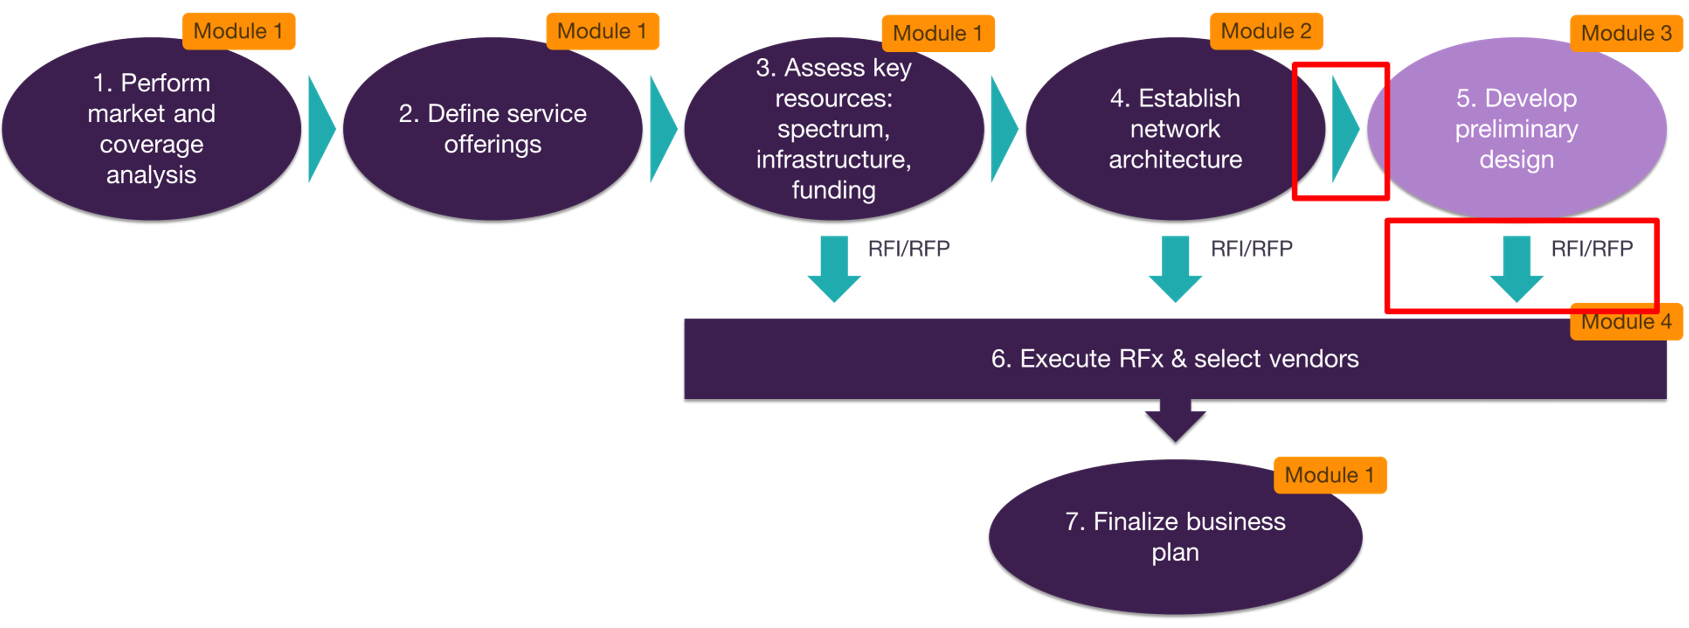 Module 1
1. Perform
market and
coverage
analysis
Module 1
2. Define service
offerings
Module 1
3. Assess key
resources:
spectrum,
infrastructure,
funding
Module 2
4. Establish
network
architecture
Module 3
5. Develop
preliminary
design
RFI/RFP
RFI/RFP
RFI/RFP
Module 4
6. Execute RFx & select vendors
Module 1
7. Finalize business
plan